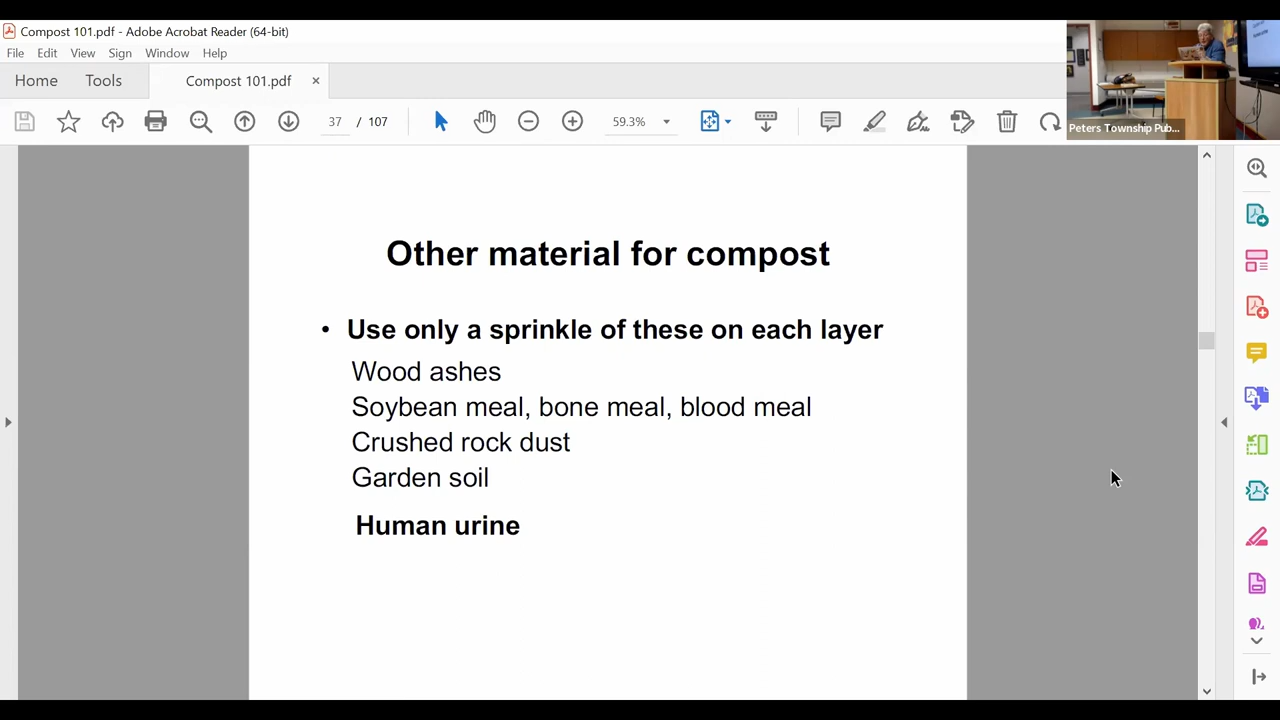 Compost 101.pdf - Adobe Acrobat Reader (64-bit)
File Edit View Sign Window Help
Home Tools Compost 101.pdf ×
37 / 107 59.3%
Peters Township Pub...
Other material for compost
• Use only a sprinkle of these on each layer
Wood ashes
Soybean meal, bone meal, blood meal
Crushed rock dust
Garden soil
Human urine